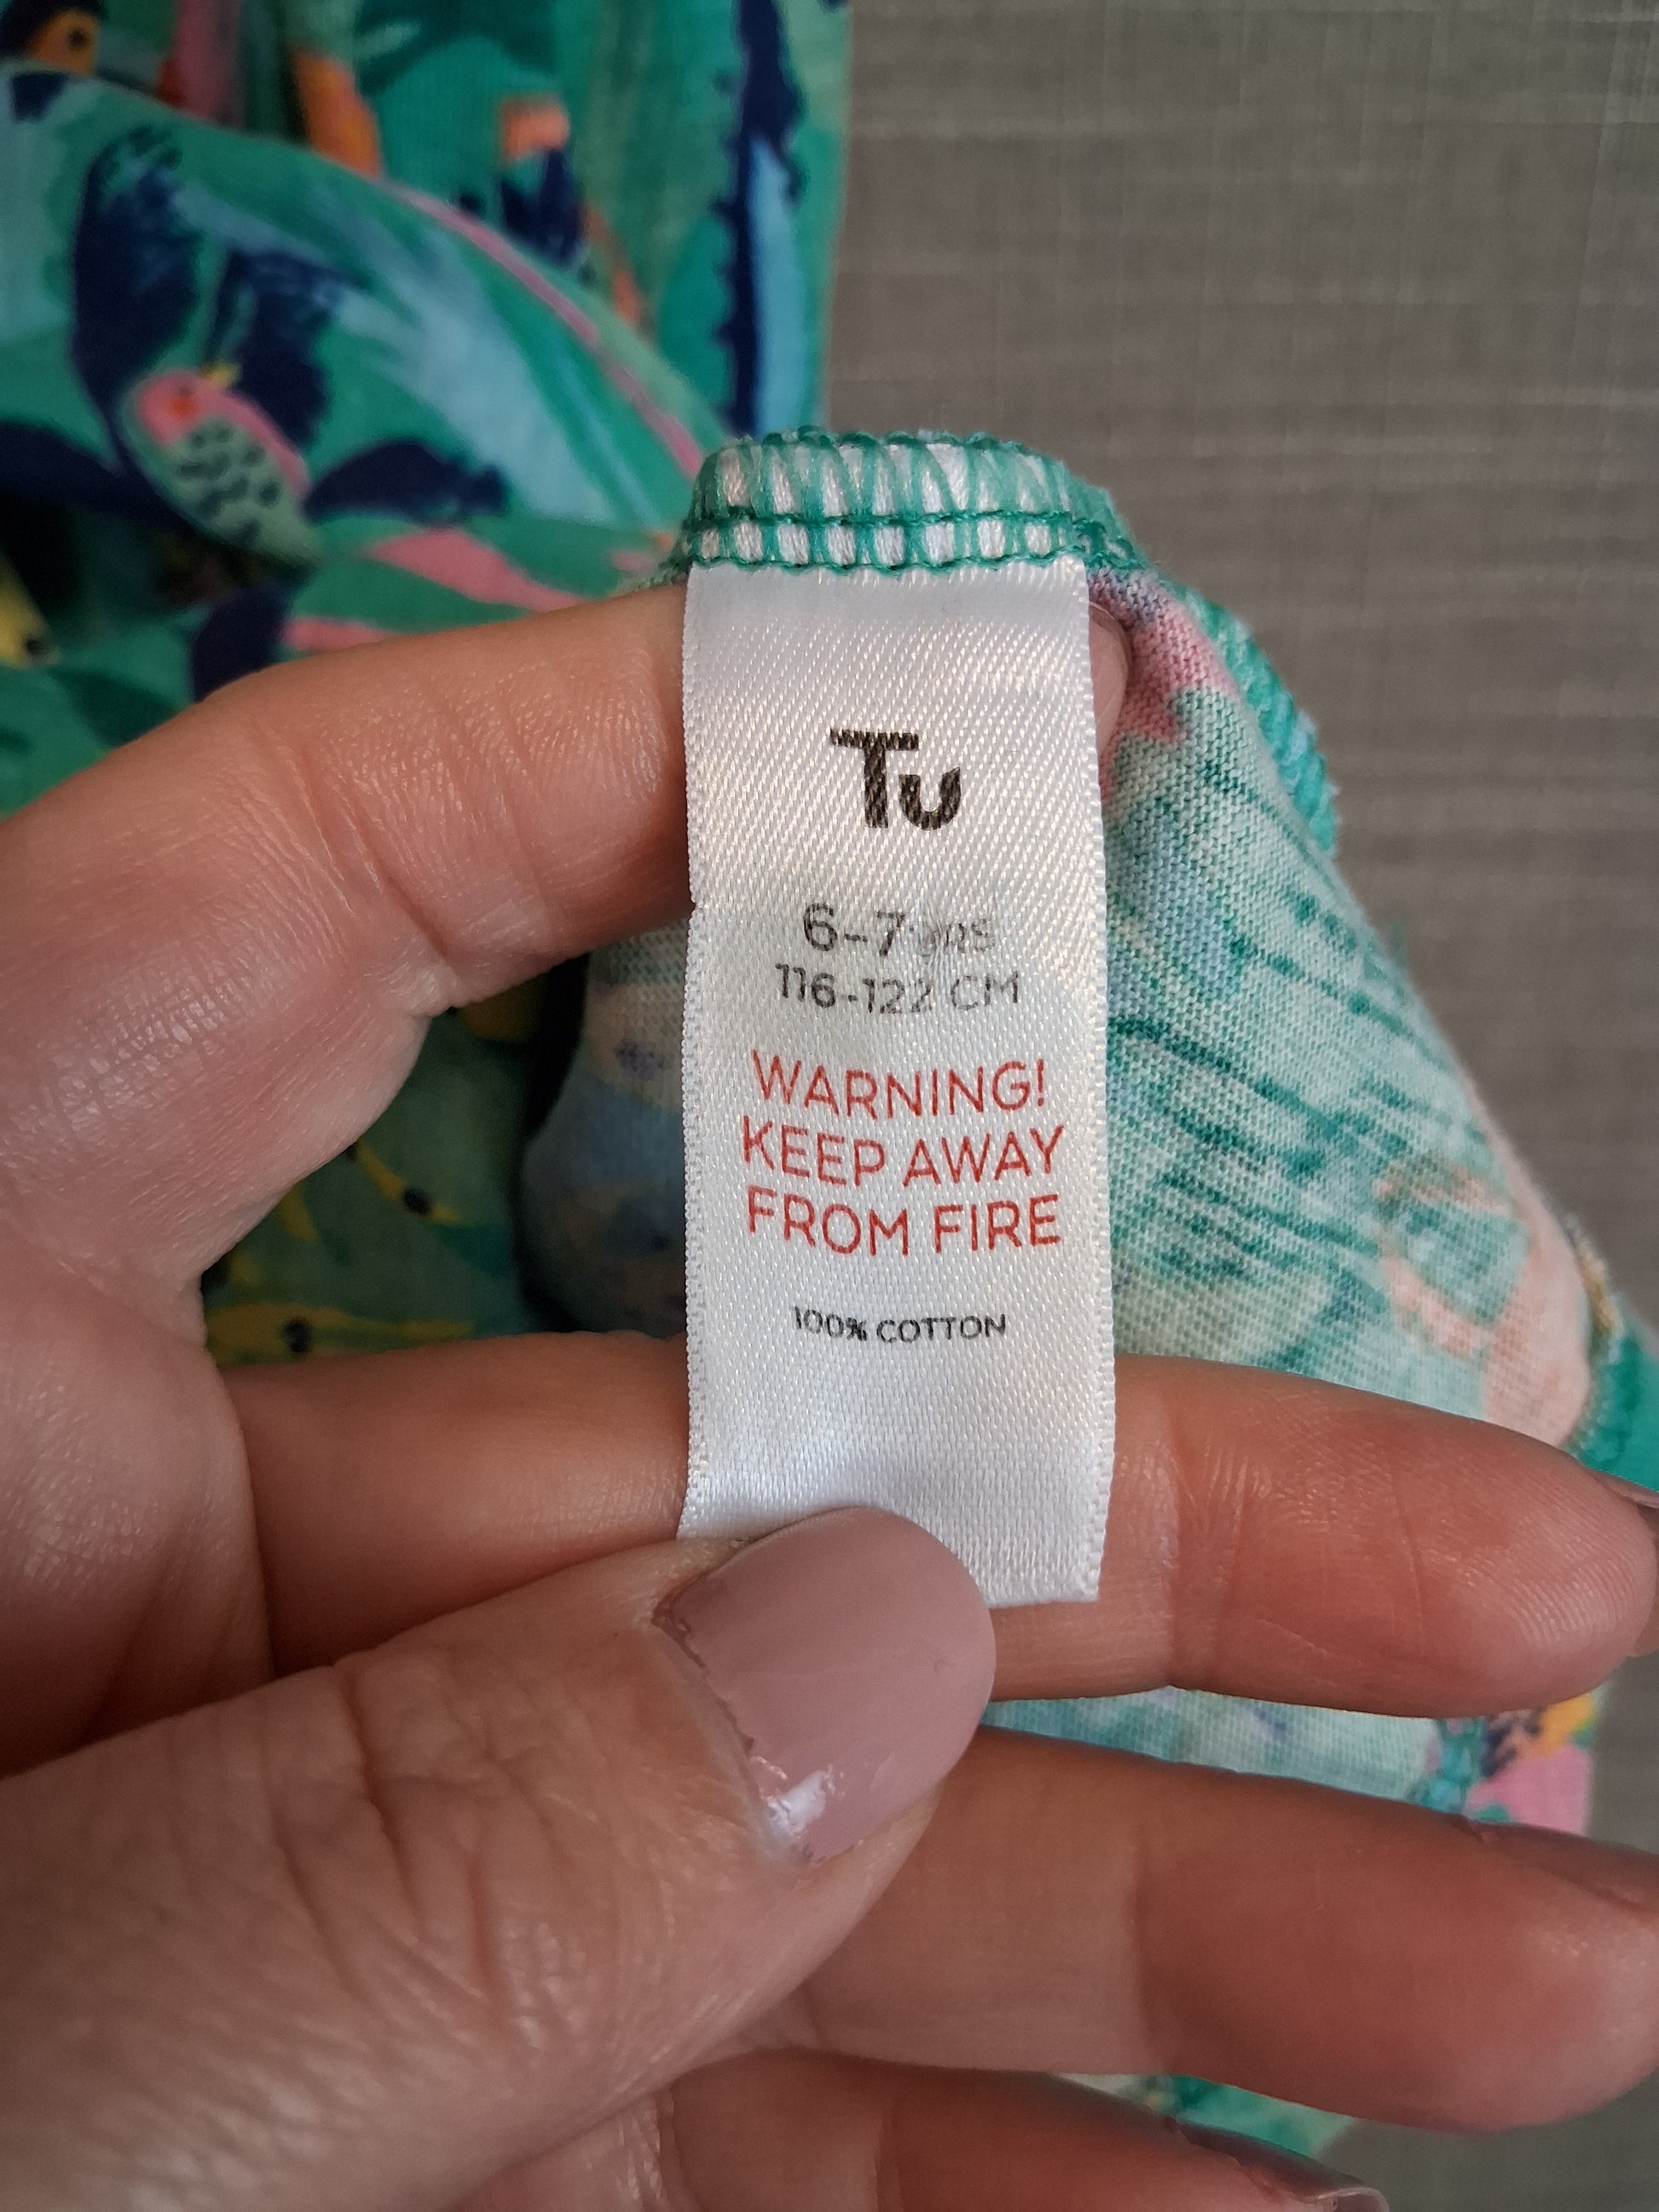 Tu
6-7 YRS
116-122 CM
WARNING!
KEEP AWAY
FROM FIRE
100% COTTON